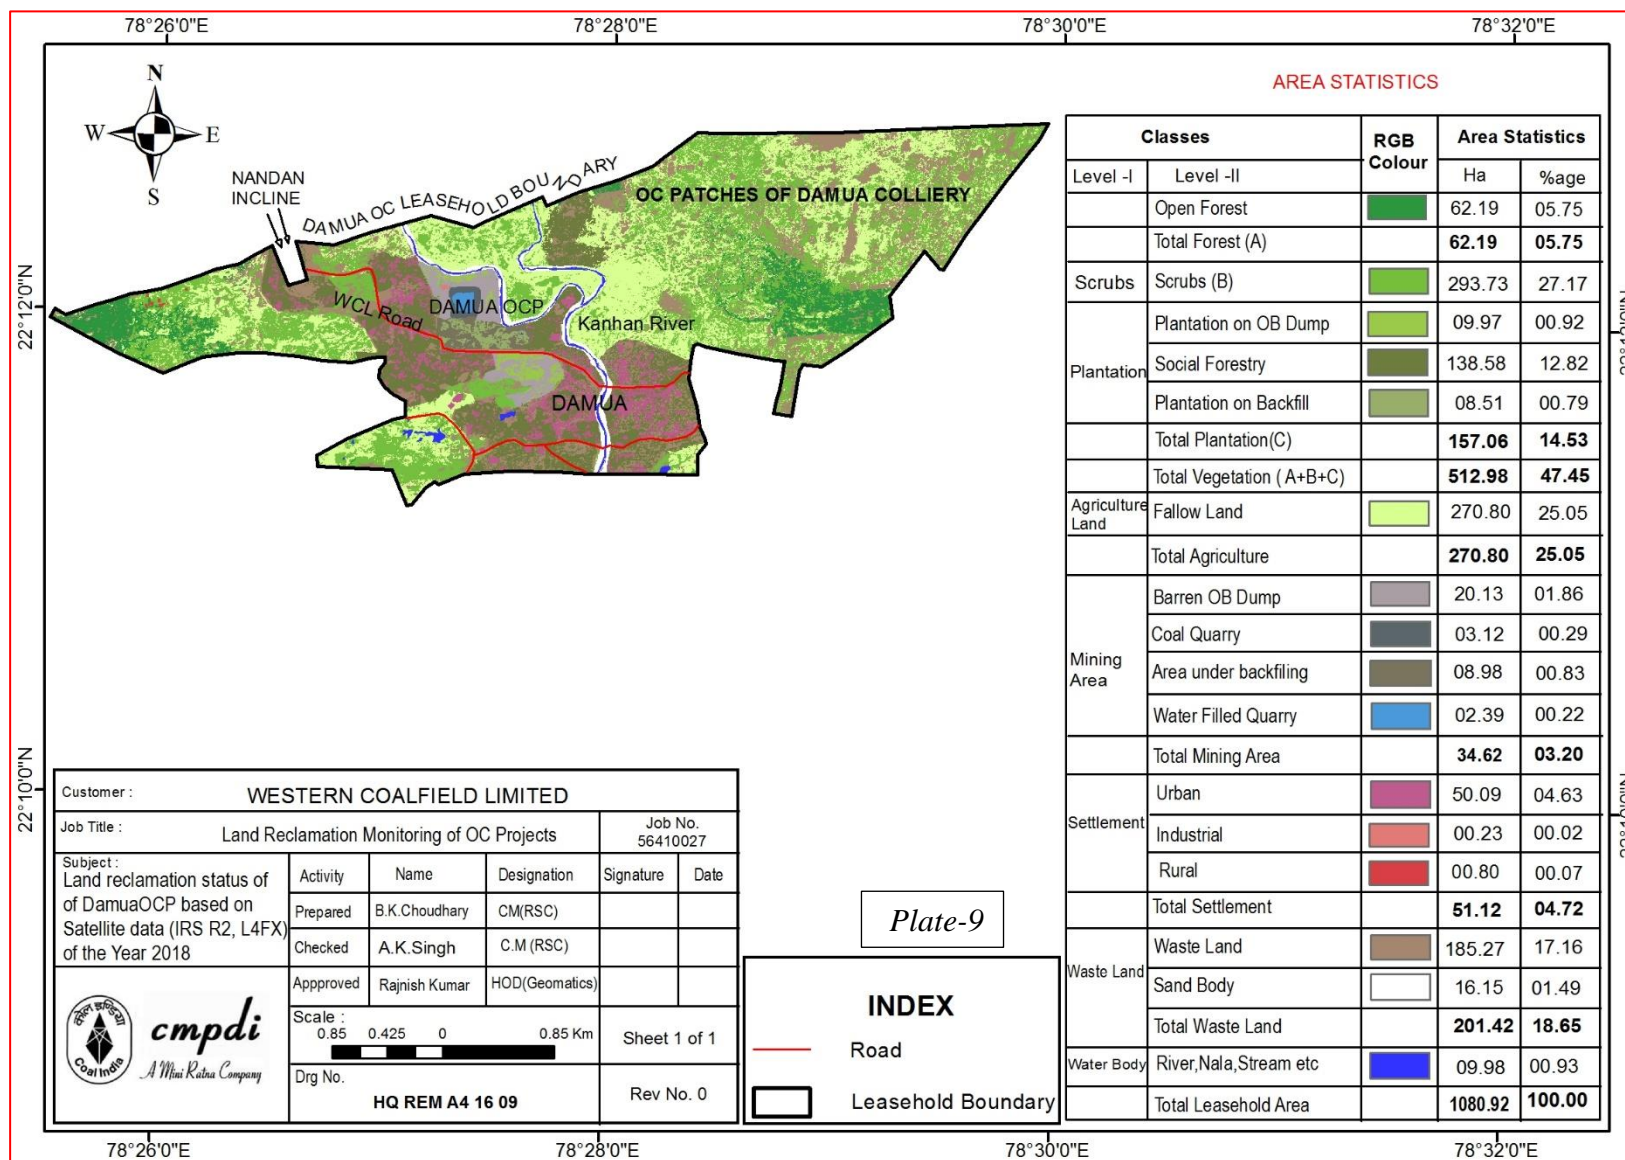 78°26'0"E 78°28'0"E 78°30'0"E 78°32'0"E
N
W E
S
NANDAN
INCLINE
DAMUA OC LEASEHOLD BOUNDARY
OC PATCHES OF DAMUA COLLIERY
WCL Road
DAMUA OCP
Kanhan River
DAMUA
22°12'0"N
22°10'0"N
AREA STATISTICS
Classes RGB Colour Area Statistics
Level -I Level -II Ha %age
Open Forest 62.19 05.75
Total Forest (A) 62.19 05.75
Scrubs Scrubs (B) 293.73 27.17
Plantation on OB Dump 09.97 00.92
Plantation Social Forestry 138.58 12.82
Plantation on Backfill 08.51 00.79
Total Plantation(C) 157.06 14.53
Total Vegetation ( A+B+C) 512.98 47.45
Agriculture Land Fallow Land 270.80 25.05
Total Agriculture 270.80 25.05
Barren OB Dump 20.13 01.86
Coal Quarry 03.12 00.29
Mining Area Area under backfiling 08.98 00.83
Water Filled Quarry 02.39 00.22
Total Mining Area 34.62 03.20
Urban 50.09 04.63
Settlement Industrial 00.23 00.02
Rural 00.80 00.07
Total Settlement 51.12 04.72
Waste Land 185.27 17.16
Waste Land Sand Body 16.15 01.49
Total Waste Land 201.42 18.65
Water Body River,Nala,Stream etc 09.98 00.93
Total Leasehold Area 1080.92 100.00
Customer : WESTERN COALFIELD LIMITED
Job Title : Land Reclamation Monitoring of OC Projects
Job No.
56410027
Subject :
Land reclamation status of
of DamuaOCP based on
Satellite data (IRS R2, L4FX)
of the Year 2018
Activity Name Designation Signature Date
Prepared B.K.Choudhary CM(RSC)
Checked A.K.Singh C.M (RSC)
Appproved Rajnish Kumar HOD(Geomatics)
कोल इण्डिया
Coal India
cmpdi
A Mini Ratna Company
Scale :
0.85 0.425 0 0.85 Km
Sheet 1 of 1
Drg No.
HQ REM A4 16 09
Rev No. 0
Plate-9
INDEX
Road
Leasehold Boundary
78°26'0"E 78°28'0"E 78°30'0"E 78°32'0"E